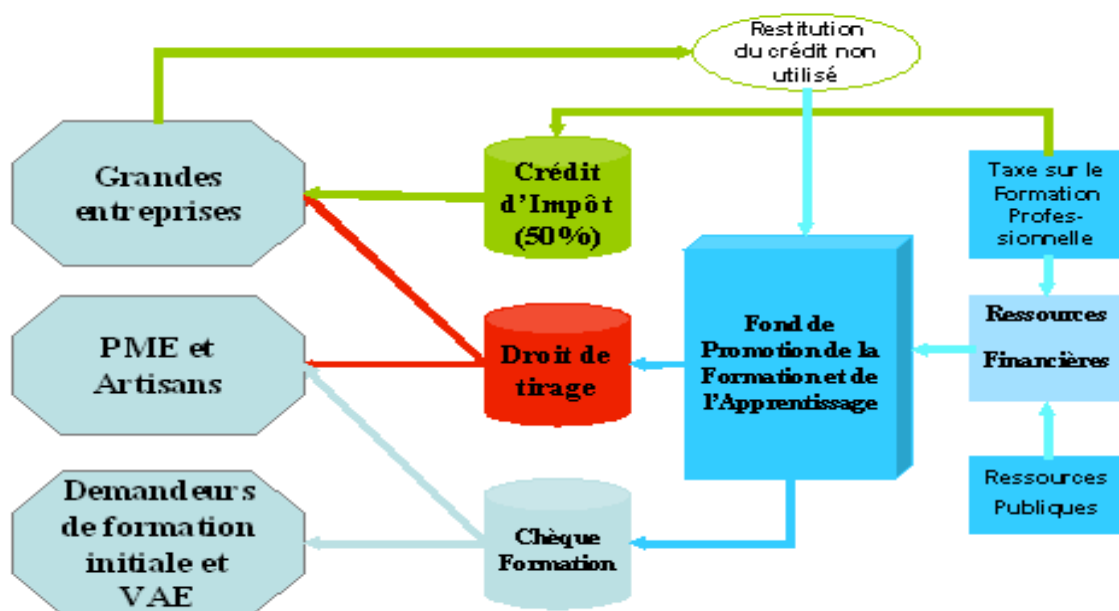 Restitution
du crédit non
utilisé
Grandes
entreprises
Crédit
d'Impôt
(50%)
Taxe sur le
Formation
Profes-
sionnelle
PME et
Artisans
Droit de
tirage
Fond de
Promotion de la
Formation et de
l'Apprentissage
Ressources
Financières
Demandeurs
de formation
initiale et
VAE
Chèque
Formation
Ressources
Publiques